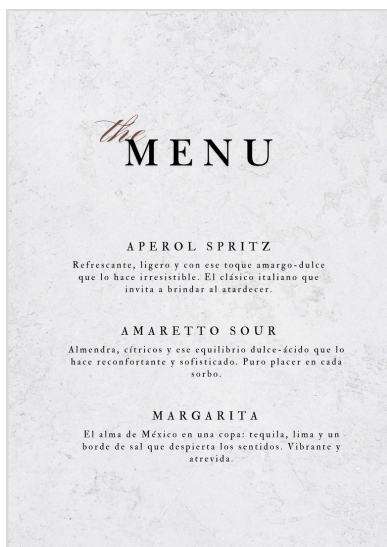 the
MENU
APEROL SPRITZ
Refrescante, ligero y con ese toque amargo-dulce
que lo hace irresistible. El clásico italiano que
invita a brindar al atardecer.
AMARETTO SOUR
Almendra, cítricos y ese equilibrio dulce-ácido que lo
hace reconfortante y sofisticado. Puro placer en cada
sorbo.
MARGARITA
El alma de México en una copa: tequila, lima y un
borde de sal que despierta los sentidos. Vibrante y
atrevida.